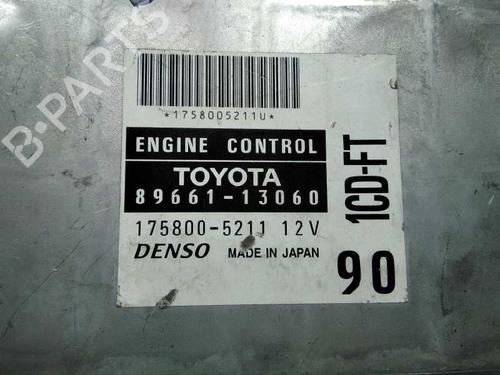 B-PARTS
*1758005211U*
ENGINE CONTROL
TOYOTA
89661-13060
175800-5211 12V
DENSO MADE IN JAPAN
1CD-FT
90